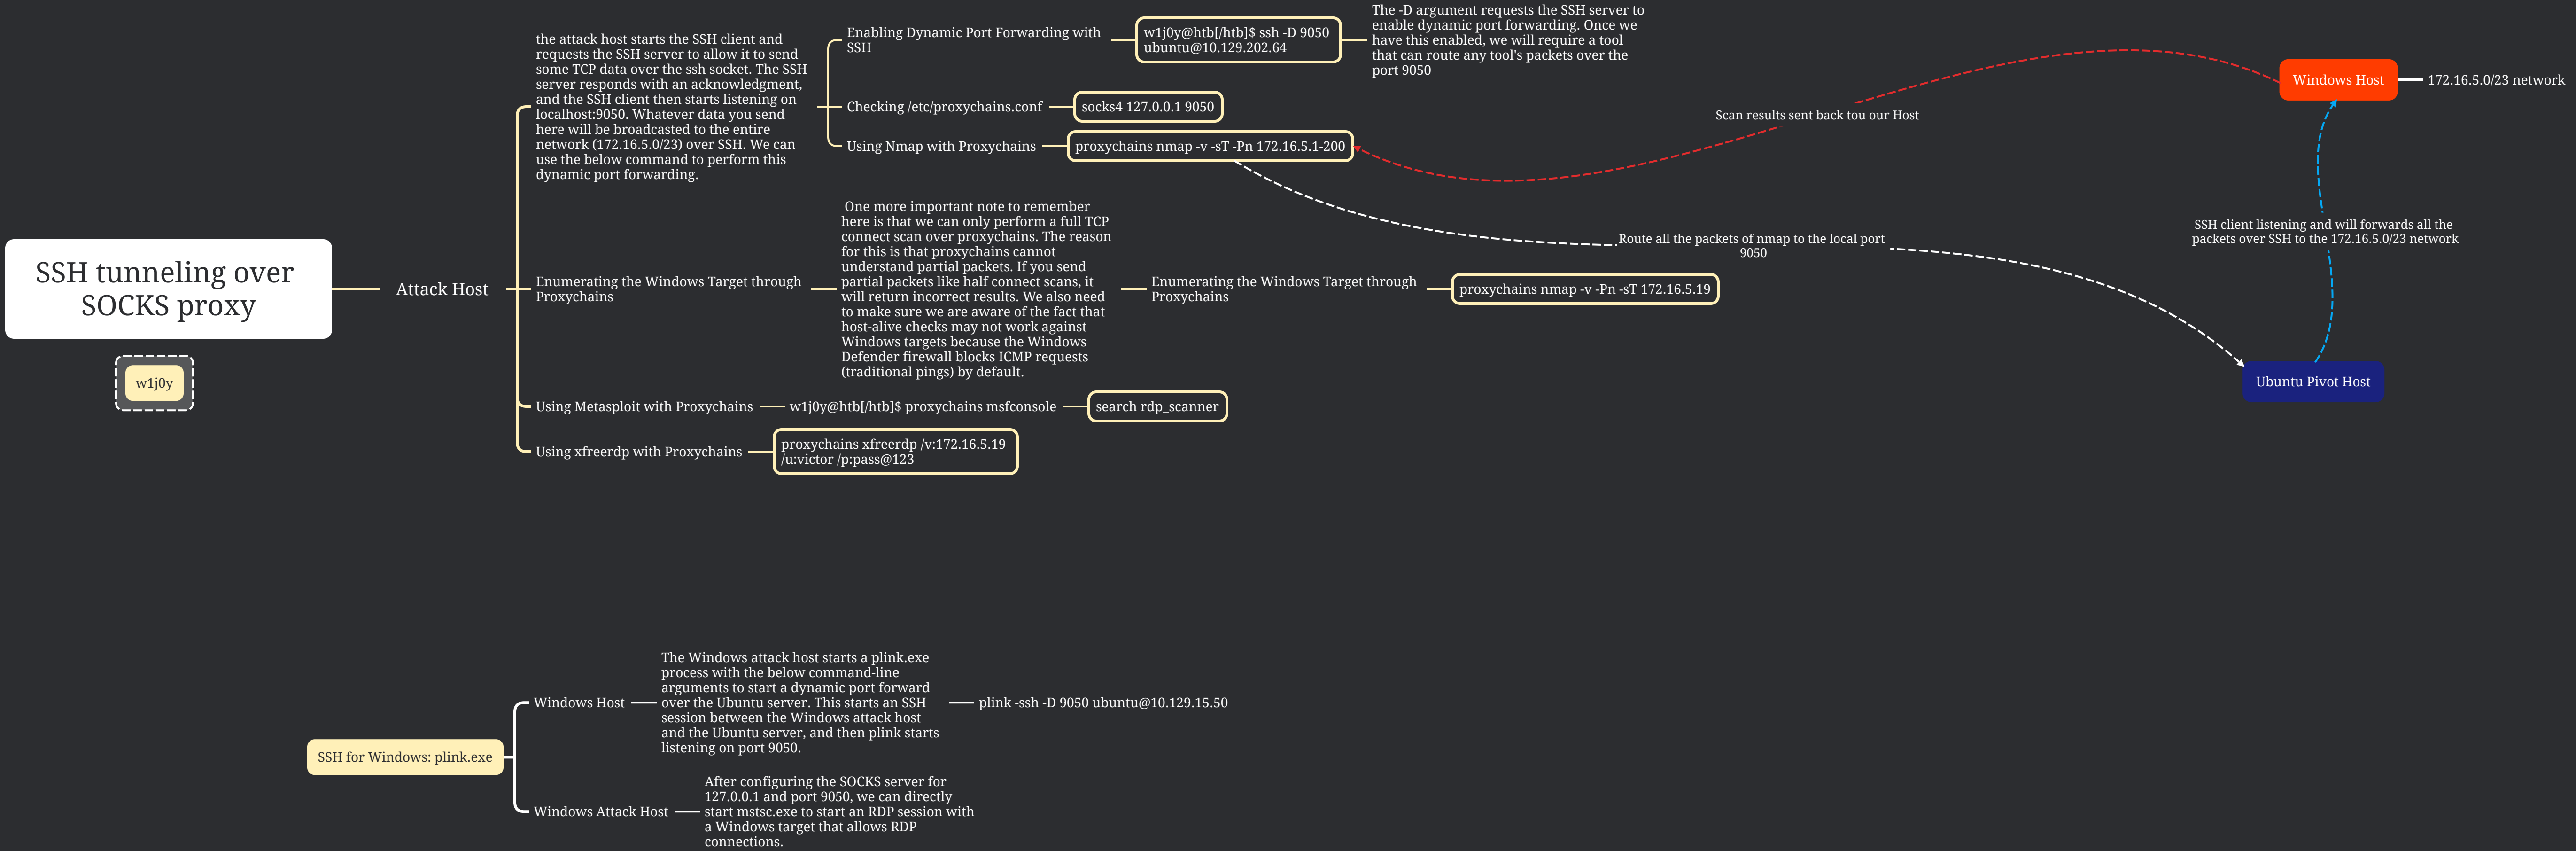 SSH tunneling over
SOCKS proxy
w1j0y
Attack Host
the attack host starts the SSH client and
requests the SSH server to allow it to send
some TCP data over the ssh socket. The SSH
server responds with an acknowledgment,
and the SSH client then starts listening on
localhost:9050. Whatever data you send
here will be broadcasted to the entire
network (172.16.5.0/23) over SSH. We can
use the below command to perform this
dynamic port forwarding.
Enabling Dynamic Port Forwarding with
SSH
w1j0y@htb[/htb]$ ssh -D 9050
ubuntu@10.129.202.64
The -D argument requests the SSH server to
enable dynamic port forwarding. Once we
have this enabled, we will require a tool
that can route any tool's packets over the
port 9050
Checking /etc/proxychains.conf
socks4 127.0.0.1 9050
Using Nmap with Proxychains
proxychains nmap -v -sT -Pn 172.16.5.1-200
Enumerating the Windows Target through
Proxychains
One more important note to remember
here is that we can only perform a full TCP
connect scan over proxychains. The reason
for this is that proxychains cannot
understand partial packets. If you send
partial packets like half connect scans, it
will return incorrect results. We also need
to make sure we are aware of the fact that
host-alive checks may not work against
Windows targets because the Windows
Defender firewall blocks ICMP requests
(traditional pings) by default.
Enumerating the Windows Target through
Proxychains
proxychains nmap -v -Pn -sT 172.16.5.19
Using Metasploit with Proxychains
w1j0y@htb[/htb]$ proxychains msfconsole
search rdp_scanner
Using xfreerdp with Proxychains
proxychains xfreerdp /v:172.16.5.19
/u:victor /p:pass@123
Scan results sent back tou our Host
Route all the packets of nmap to the local port
9050
Windows Host
172.16.5.0/23 network
SSH client listening and will forwards all the
packets over SSH to the 172.16.5.0/23 network
Ubuntu Pivot Host
SSH for Windows: plink.exe
Windows Host
The Windows attack host starts a plink.exe
process with the below command-line
arguments to start a dynamic port forward
over the Ubuntu server. This starts an SSH
session between the Windows attack host
and the Ubuntu server, and then plink starts
listening on port 9050.
plink -ssh -D 9050 ubuntu@10.129.15.50
Windows Attack Host
After configuring the SOCKS server for
127.0.0.1 and port 9050, we can directly
start mstsc.exe to start an RDP session with
a Windows target that allows RDP
connections.